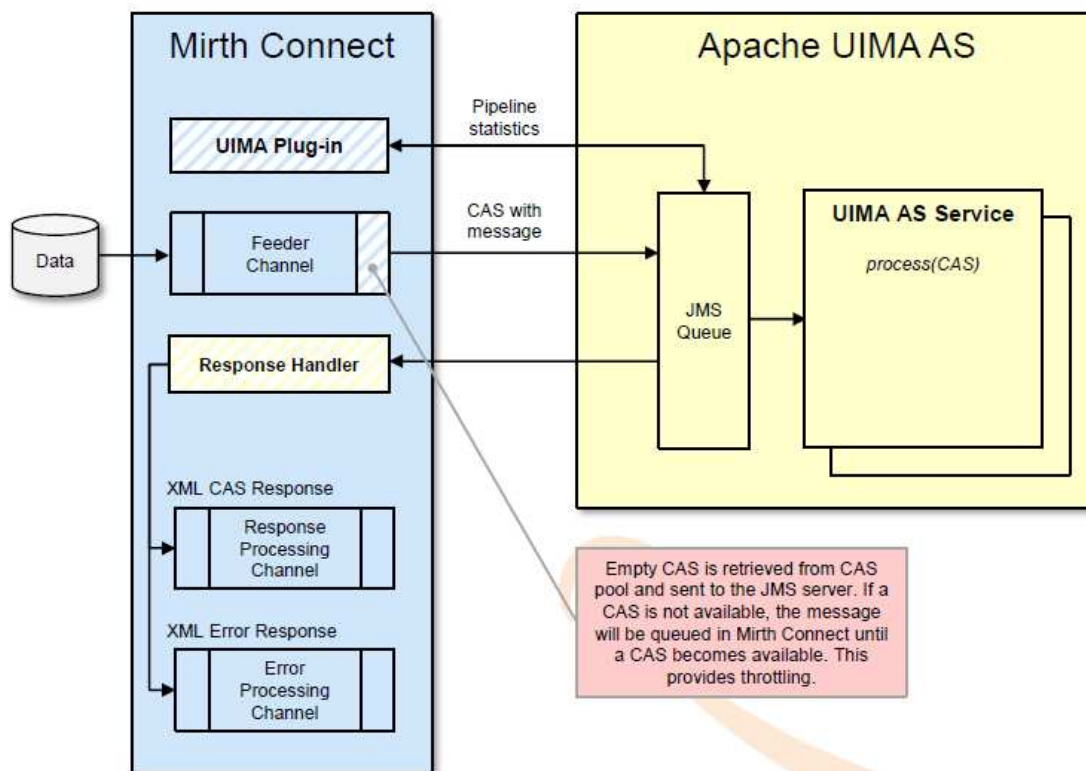 Mirth Connect
Apache UIMA AS
UIMA Plug-in
Pipeline
statistics
Data
Feeder
Channel
CAS with
message
JMS
Queue
UIMA AS Service
process(CAS)
Response Handler
XML CAS Response
Response
Processing
Channel
XML Error Response
Error
Processing
Channel
Empty CAS is retrieved from CAS
pool and sent to the JMS server. If a
CAS is not available, the message
will be queued in Mirth Connect until
a CAS becomes available. This
provides throttling.